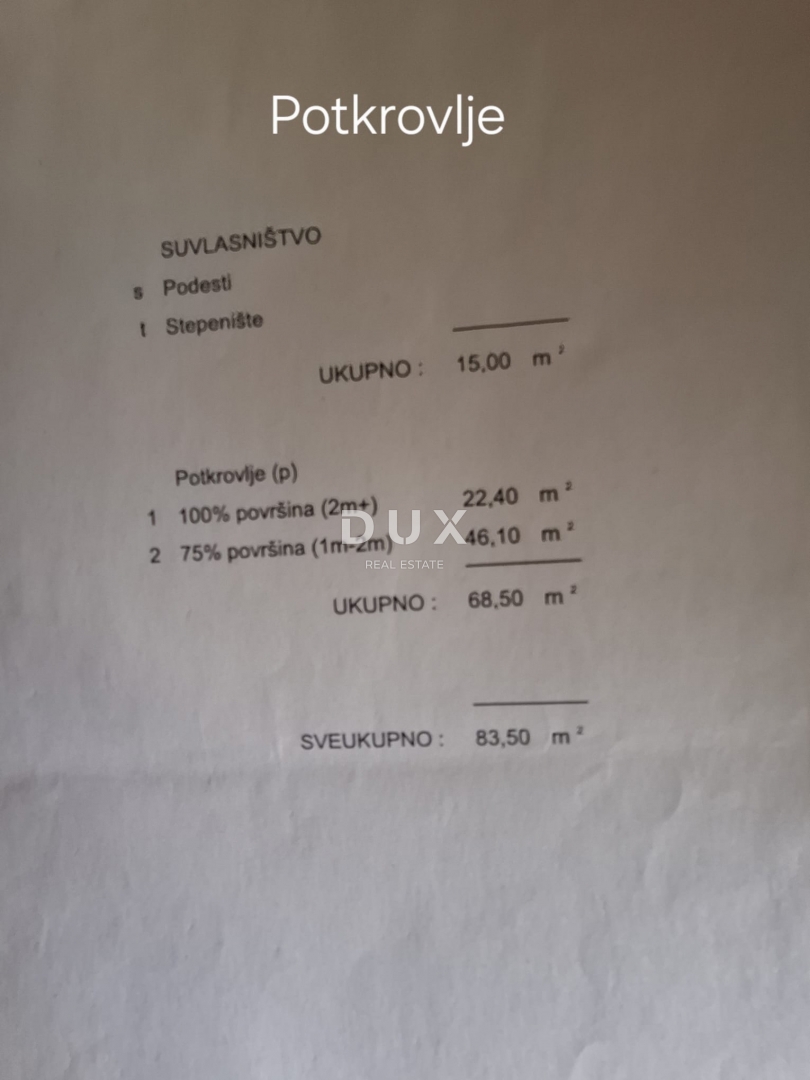 Potkrovlje
SUVLASNIŠTVO
s Podesti
t Stepenište
UKUPNO : 15,00 m²
Potkrovlje (p)
1 100% površina (2m+) 22,40 m²
2 75% površina (1m-2m) 46,10 m²
DUX
REAL ESTATE
UKUPNO : 68,50 m²
SVEUKUPNO : 83,50 m²